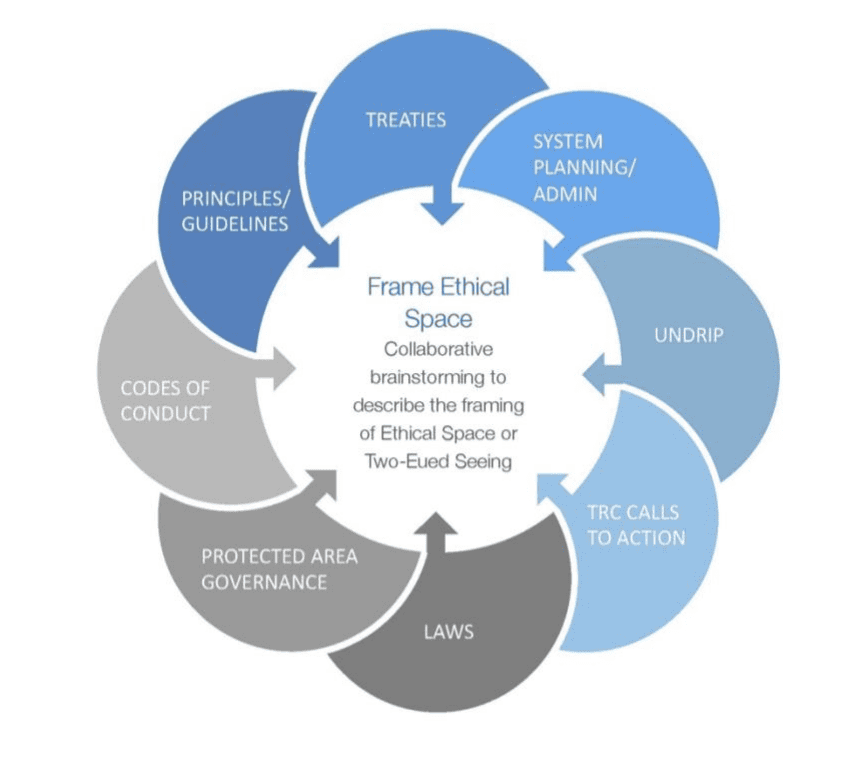 TREATIES
SYSTEM
PLANNING/
ADMIN
PRINCIPLES/
GUIDELINES
Frame Ethical
Space
Collaborative
brainstorming to
describe the framing
of Ethical Space or
Two-Eued Seeing
UNDRIP
CODES OF
CONDUCT
TRC CALLS
TO ACTION
PROTECTED AREA
GOVERNANCE
LAWS